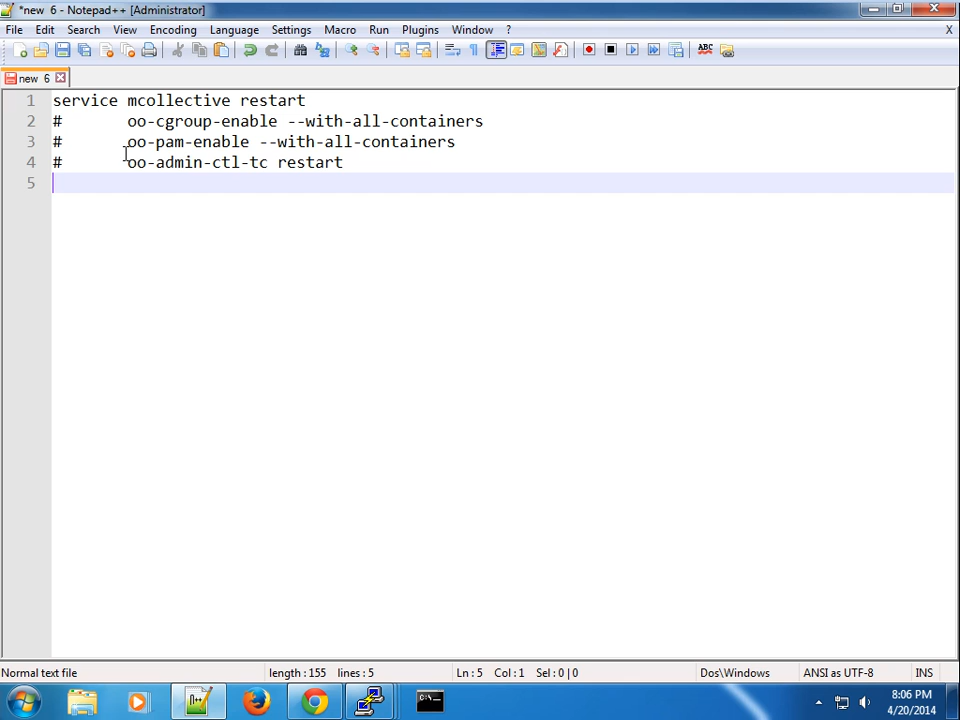 *new 6 - Notepad++ [Administrator]
File Edit Search View Encoding Language Settings Macro Run Plugins Window ? X
ABC
new 6
1 service mcollective restart
2 # oo-cgroup-enable --with-all-containers
3 # oo-pam-enable --with-all-containers
4 # oo-admin-ctl-tc restart
5
Normal text file length : 155 lines : 5 Ln : 5 Col : 1 Sel : 0 | 0 Dos\Windows ANSI as UTF-8 INS
8:06 PM
4/20/2014